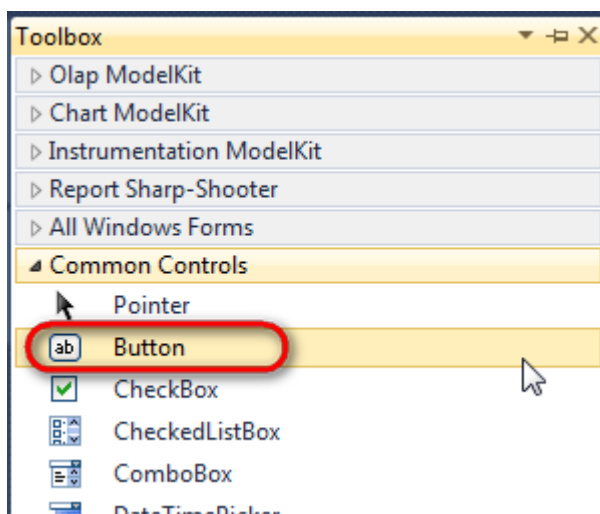 Toolbox
Olap ModelKit
Chart ModelKit
Instrumentation ModelKit
Report Sharp-Shooter
All Windows Forms
Common Controls
Pointer
ab Button
CheckBox
CheckedListBox
ComboBox
DateTimePicker